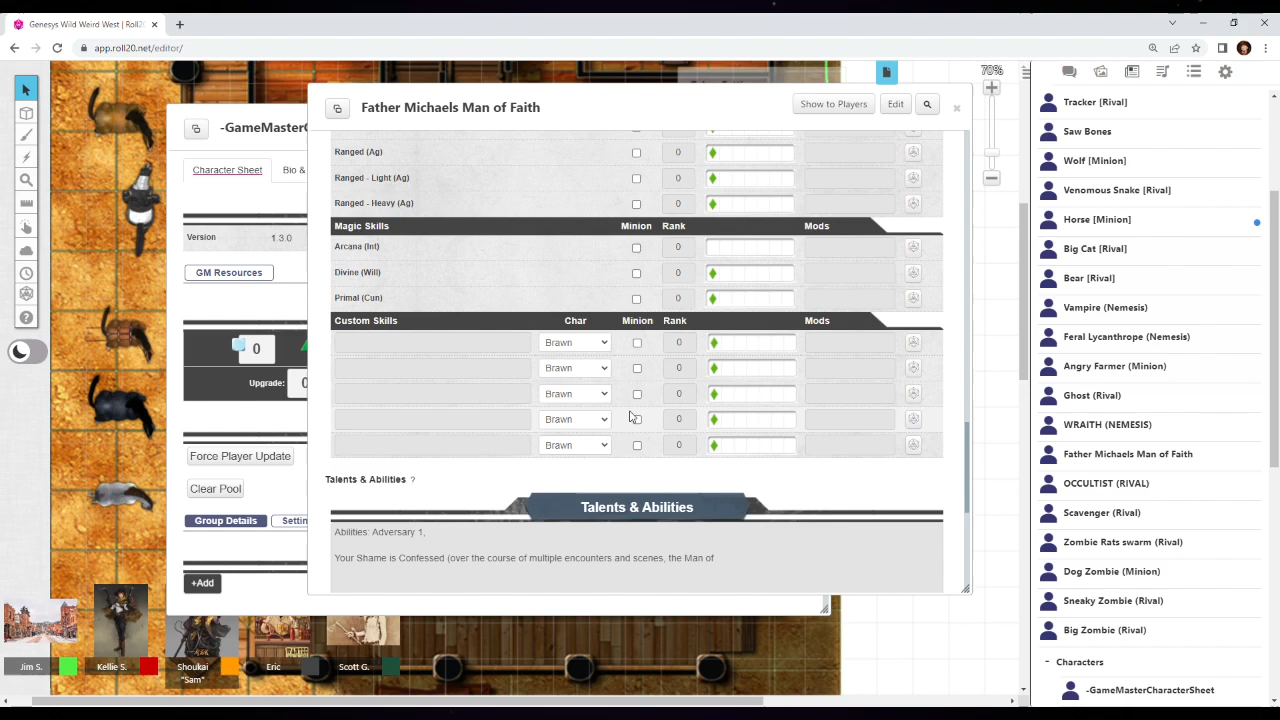 Genesys Wild Weird West | Roll2
app.roll20.net/editor/
70%
-GameMasterC
Character Sheet
Bio &
Version
1.3.0
GM Resources
0
Upgrade:
0
Force Player Update
Clear Pool
Group Details
Settin
+Add
Father Michaels Man of Faith
Show to Players
Edit
×
Ranged (Ag)
0
Ranged - Light (Ag)
0
Ranged - Heavy (Ag)
0
Magic Skills
Minion
Rank
Mods
Arcana (Int)
0
Divine (Will)
0
Primal (Cun)
0
Custom Skills
Char
Minion
Rank
Mods
Brawn
0
Brawn
0
Brawn
0
Brawn
0
Brawn
0
Talents & Abilities ?
Talents & Abilities
Abilities: Adversary 1,
Your Shame is Confessed (over the course of multiple encounters and scenes, the Man of
Jim S.
Kellie S.
Shoukai
"Sam"
Eric
Scott G.
Tracker [Rival]
Saw Bones
Wolf [Minion]
Venomous Snake [Rival]
Horse [Minion]
Big Cat [Rival]
Bear [Rival]
Vampire (Nemesis)
Feral Lycanthrope (Nemesis)
Angry Farmer (Minion)
Ghost (Rival)
WRAITH (NEMESIS)
Father Michaels Man of Faith
OCCULTIST (RIVAL)
Scavenger (Rival)
Zombie Rats swarm (Rival)
Dog Zombie (Minion)
Sneaky Zombie (Rival)
Big Zombie (Rival)
- Characters
-GameMasterCharacterSheet